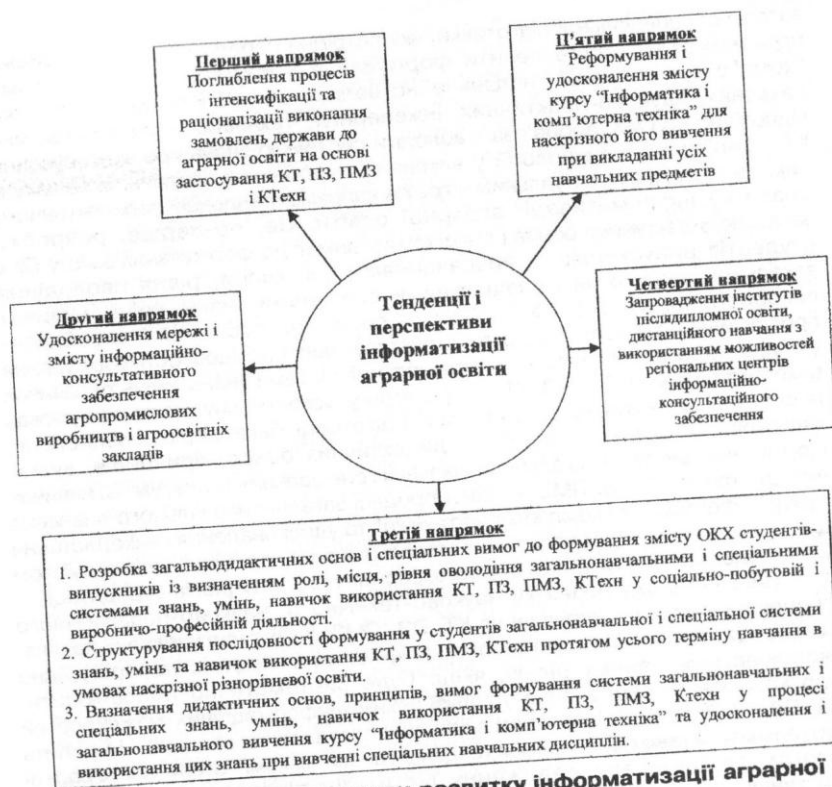 Перший напрямок
Поглиблення процесів
інтенсифікації та
раціоналізації виконання
замовлень держави до
аграрної освіти на основі
застосування КТ, ПЗ, ПМЗ
і КТехн
П'ятий напрямок
Реформування і
удосконалення змісту
курсу "Інформатика і
комп'ютерна техніка" для
наскрізного його вивчення
при викладанні усіх
навчальних предметів
Тенденції і
перспективи
інформатизації
аграрної освіти
Другий напрямок
Удосконалення мережі і
змісту інформаційно-
консультативного
забезпечення
агропромислових
виробництв і агроосвітніх
закладів
Четвертий напрямок
Запровадження інститутів
післядипломної освіти,
дистанційного навчання з
використанням можливостей
регіональних центрів
інформаційно-
консультаційного
забезпечення
Третій напрямок
1. Розробка загальнодидактичних основ і спеціальних вимог до формування змісту ОКХ студентів-
випускників із визначенням ролі, місця, рівня оволодіння загальнонавчальними і спеціальними
системами знань, умінь, навичок використання КТ, ПЗ, ПМЗ, КТехн у соціально-побутовій і
виробничо-професійній діяльності.
2. Структурування послідовності формування у студентів загальнонавчальної і спеціальної системи
знань, умінь та навичок використання КТ, ПЗ, ПМЗ, КТехн протягом усього терміну навчання в
умовах наскрізної різнорівневої освіти.
3. Визначення дидактичних основ, принципів, вимог формування системи загальнонавчальних і
спеціальних знань, умінь, навичок використання КТ, ПЗ, ПМЗ, Ктехн у процесі
загальнонавчального вивчення курсу "Інформатика і комп'ютерна техніка" та удосконалення і
використання цих знань при вивченні спеціальних навчальних дисциплін.
розвитку інформатизації аграрної